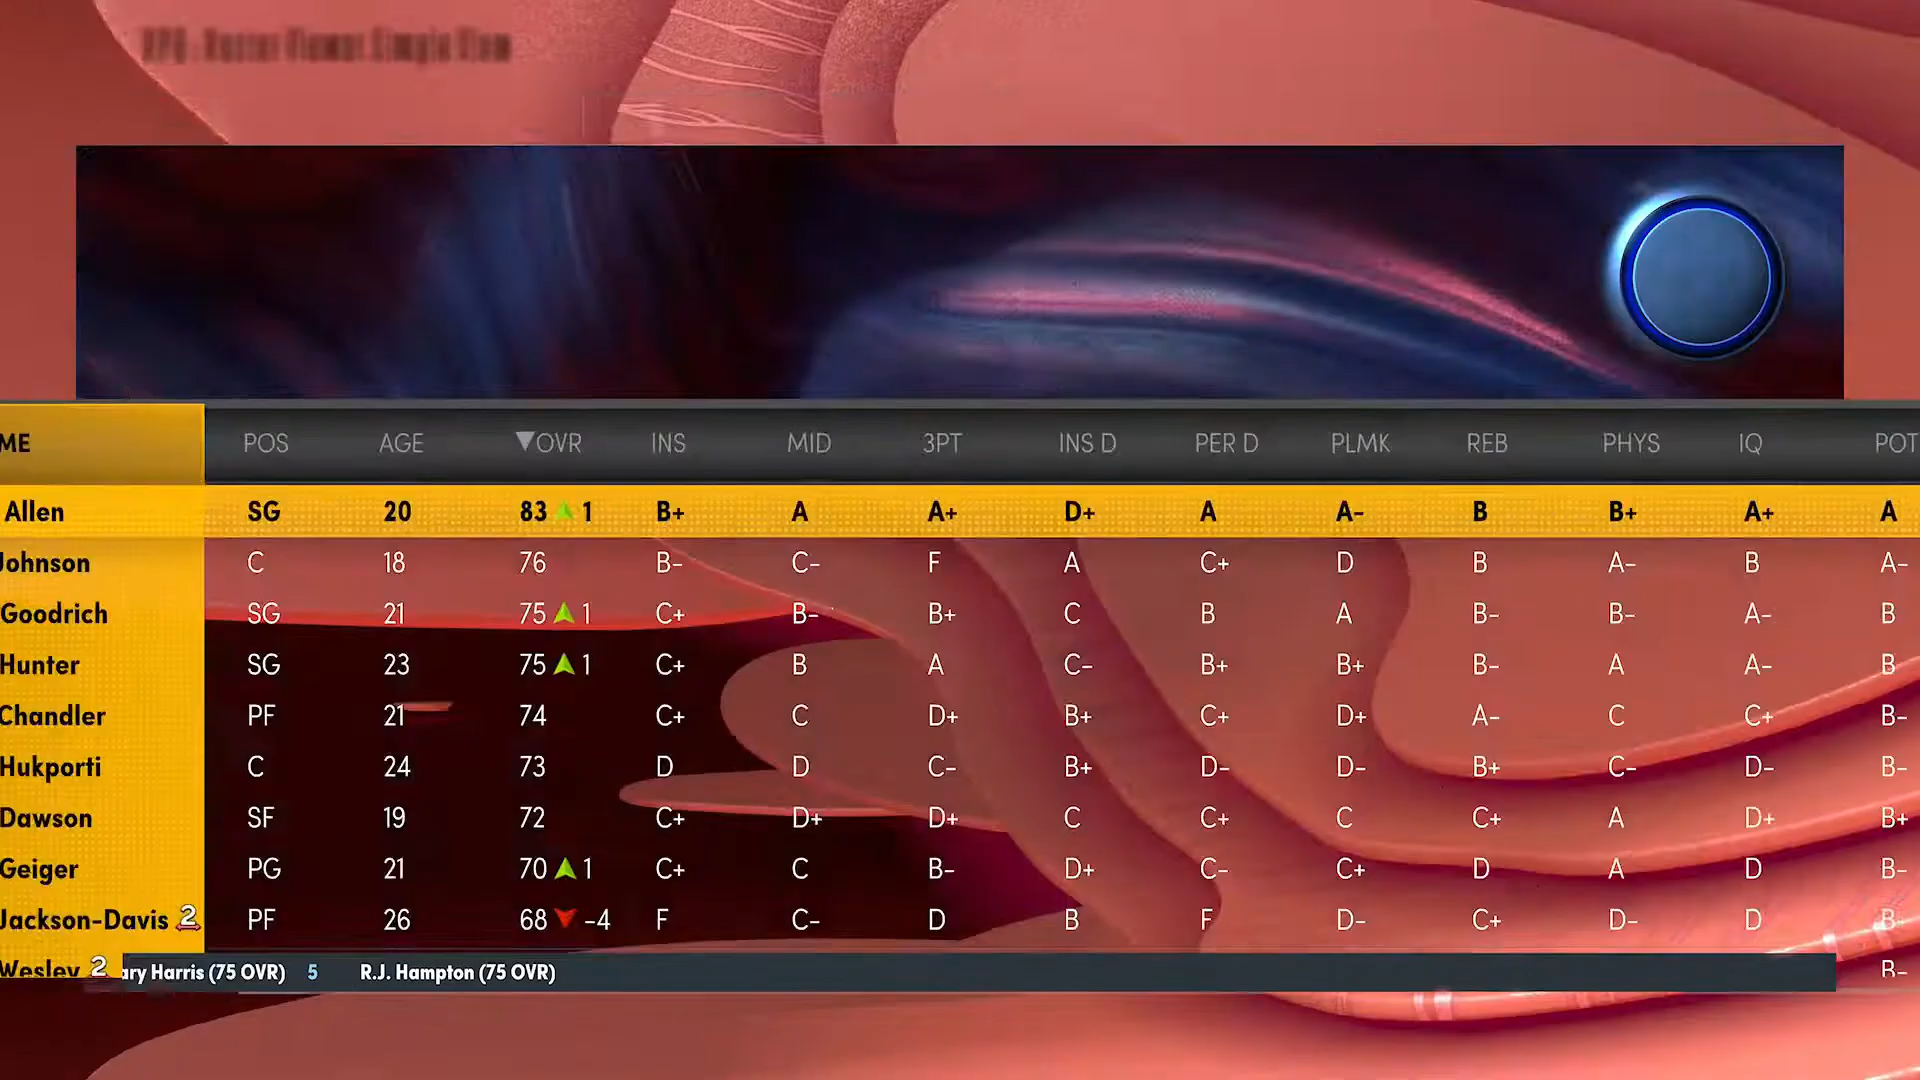 ME POS AGE ▼OVR INS MID 3PT INS D PER D PLMK REB PHYS IQ POT
Allen SG 20 83 ▲ 1 B+ A A+ D+ A A- B B+ A+ A
Johnson C 18 76 B- C- F A C+ D B A- B A-
Goodrich SG 21 75 ▲ 1 C+ B- B+ C B A B- B- A- B
Hunter SG 23 75 ▲ 1 C+ B A C- B+ B+ B- A A- B
Chandler PF 21 74 C+ C D+ B+ C+ D+ A- C C+ B-
Hukporti C 24 73 D D C- B+ D- D- B+ C- D- B-
Dawson SF 19 72 C+ D+ D+ C C+ C C+ A D+ B+
Geiger PG 21 70 ▲ 1 C+ C B- D+ C- C+ D A D B-
Jackson-Davis 2 PF 26 68 ▼ -4 F C- D B F D- C+ D- D B-
Wesley 2 ary Harris (75 OVR) 5 R.J. Hampton (75 OVR) B-